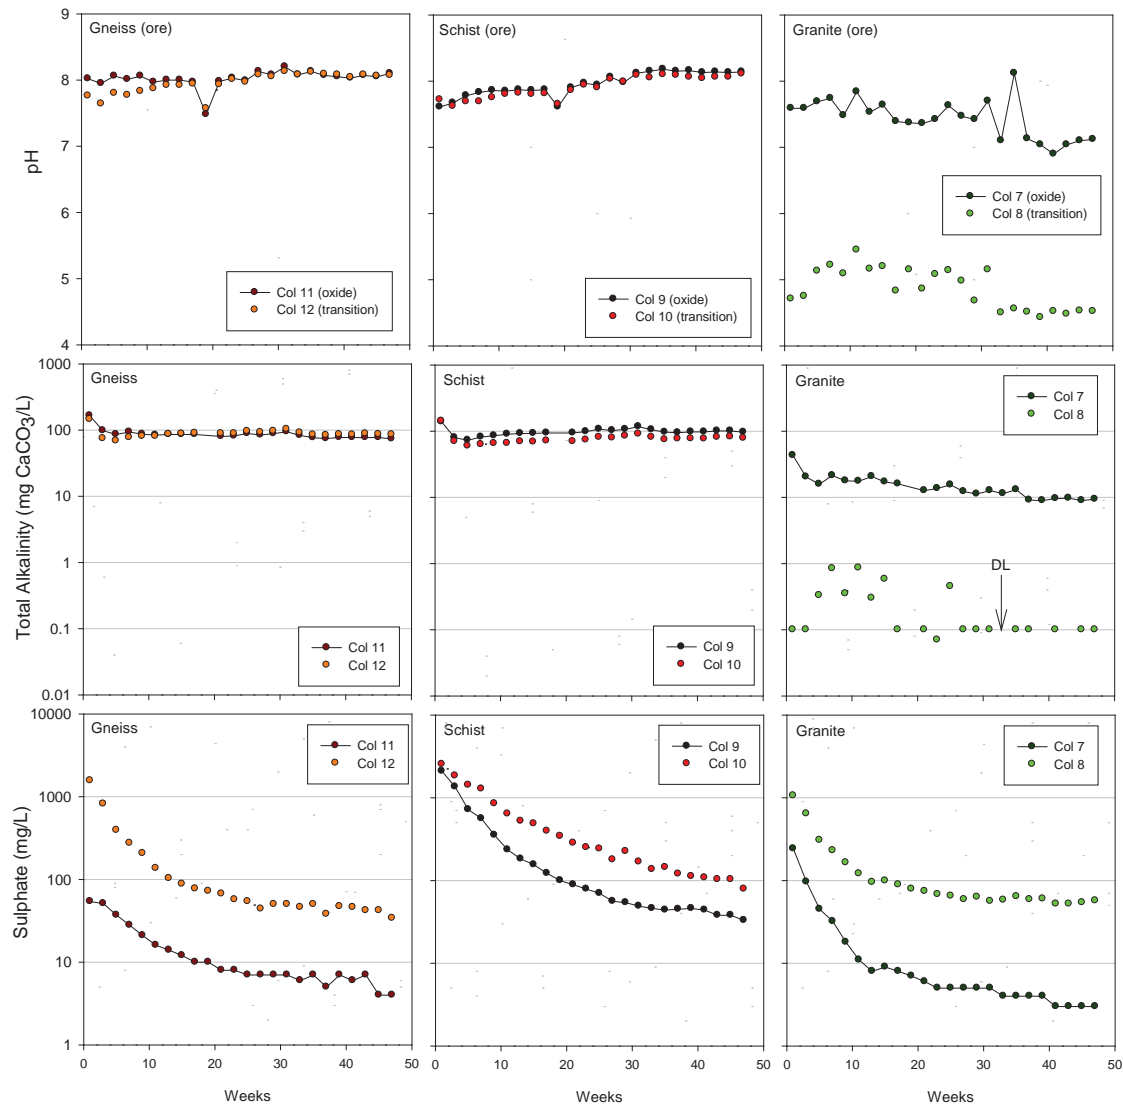 Gneiss (ore)
Schist (ore)
Granite (ore)
9
8
7
6
5
4
pH
Col 11 (oxide)
Col 12 (transition)
Col 9 (oxide)
Col 10 (transition)
Col 7 (oxide)
Col 8 (transition)
Gneiss
Schist
Granite
1000
100
10
1
0.1
0.01
Total Alkalinity (mg CaCO3/L)
Col 11
Col 12
Col 9
Col 10
Col 7
Col 8
DL
Gneiss
Schist
Granite
10000
1000
100
10
1
Sulphate (mg/L)
Col 11
Col 12
Col 9
Col 10
Col 7
Col 8
0 10 20 30 40 50
0 10 20 30 40 50
0 10 20 30 40 50
Weeks
Weeks
Weeks